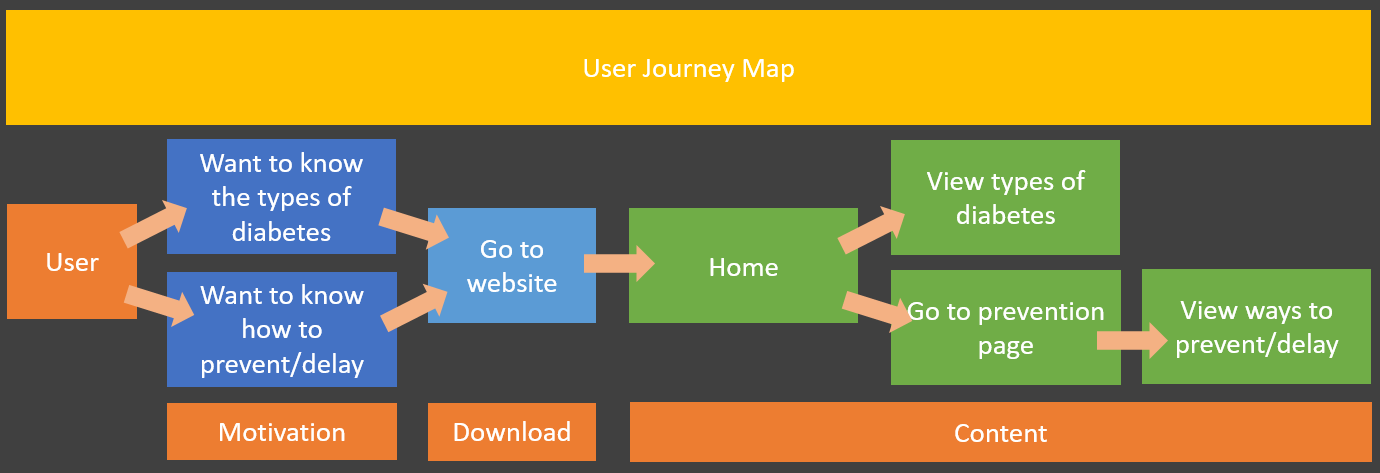 User Journey Map
User
Want to know
the types of
diabetes
Want to know
how to
prevent/delay
Go to
website
Home
View types of
diabetes
Go to prevention
page
View ways to
prevent/delay
Motivation
Download
Content